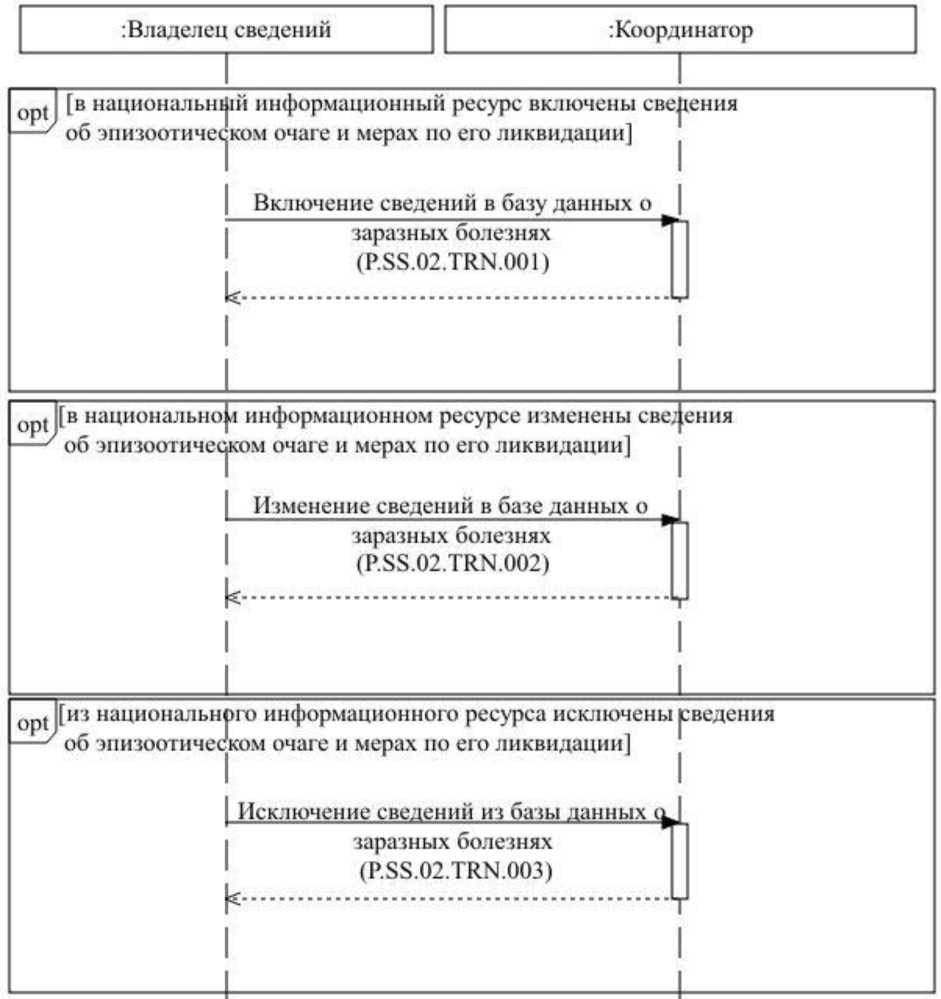 :Владелец сведений
:Координатор
opt
[в национальный информационный ресурс включены сведения
об эпизоотическом очаге и мерах по его ликвидации]
Включение сведений в базу данных о
заразных болезнях
(P.SS.02.TRN.001)
opt
[в национальном информационном ресурсе изменены сведения
об эпизоотическом очаге и мерах по его ликвидации]
Изменение сведений в базе данных о
заразных болезнях
(P.SS.02.TRN.002)
opt
[из национального информационного ресурса исключены сведения
об эпизоотическом очаге и мерах по его ликвидации]
Исключение сведений из базы данных о
заразных болезнях
(P.SS.02.TRN.003)